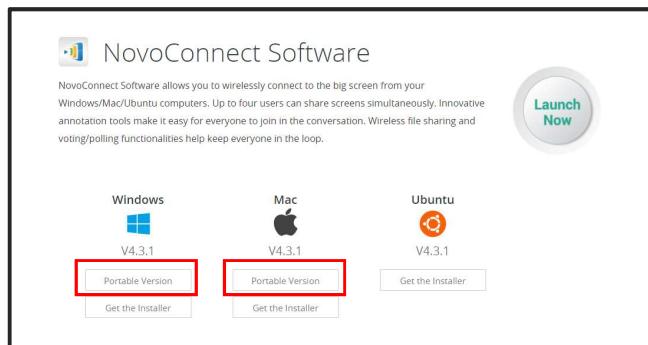 NovoConnect Software
NovoConnect Software allows you to wirelessly connect to the big screen from your
Windows/Mac/Ubuntu computers. Up to four users can share screens simultaneously. Innovative
annotation tools make it easy for everyone to join in the conversation. Wireless file sharing and
voting/polling functionalities help keep everyone in the loop.
Launch
Now
Windows
Mac
Ubuntu
V4.3.1
V4.3.1
V4.3.1
Portable Version
Portable Version
Get the Installer
Get the Installer
Get the Installer